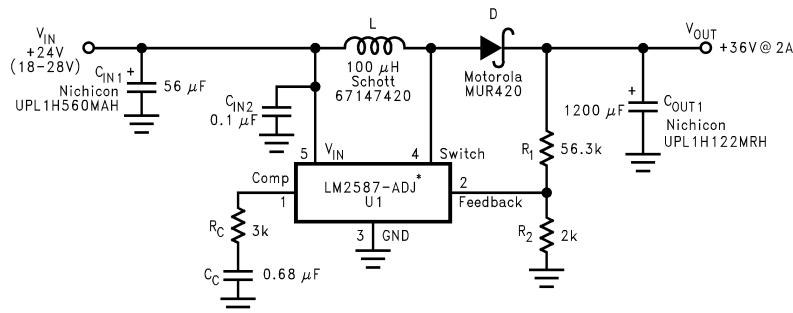 VIN
+24V
(18-28V)
CIN1
+
56 μF
Nichicon
UPL1H560MAH
CIN2
0.1 μF
L
100 μH
Schott
67147420
D
Motorola
MUR420
VOUT
+36V@ 2A
+
1200 μF
COUT1
Nichicon
UPL1H122MRH
R1
56.3k
5
VIN
4
Switch
Comp
1
LM2587-ADJ*
U1
2
Feedback
3
GND
RC
3k
CC
0.68 μF
R2
2k